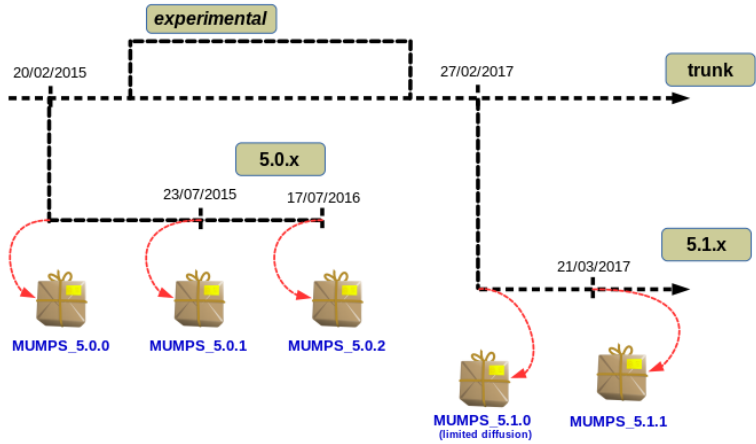 experimental
20/02/2015
27/02/2017
trunk
5.0.x
23/07/2015
17/07/2016
5.1.x
21/03/2017
MUMPS_5.0.0
MUMPS_5.0.1
MUMPS_5.0.2
MUMPS_5.1.0
(limited diffusion)
MUMPS_5.1.1